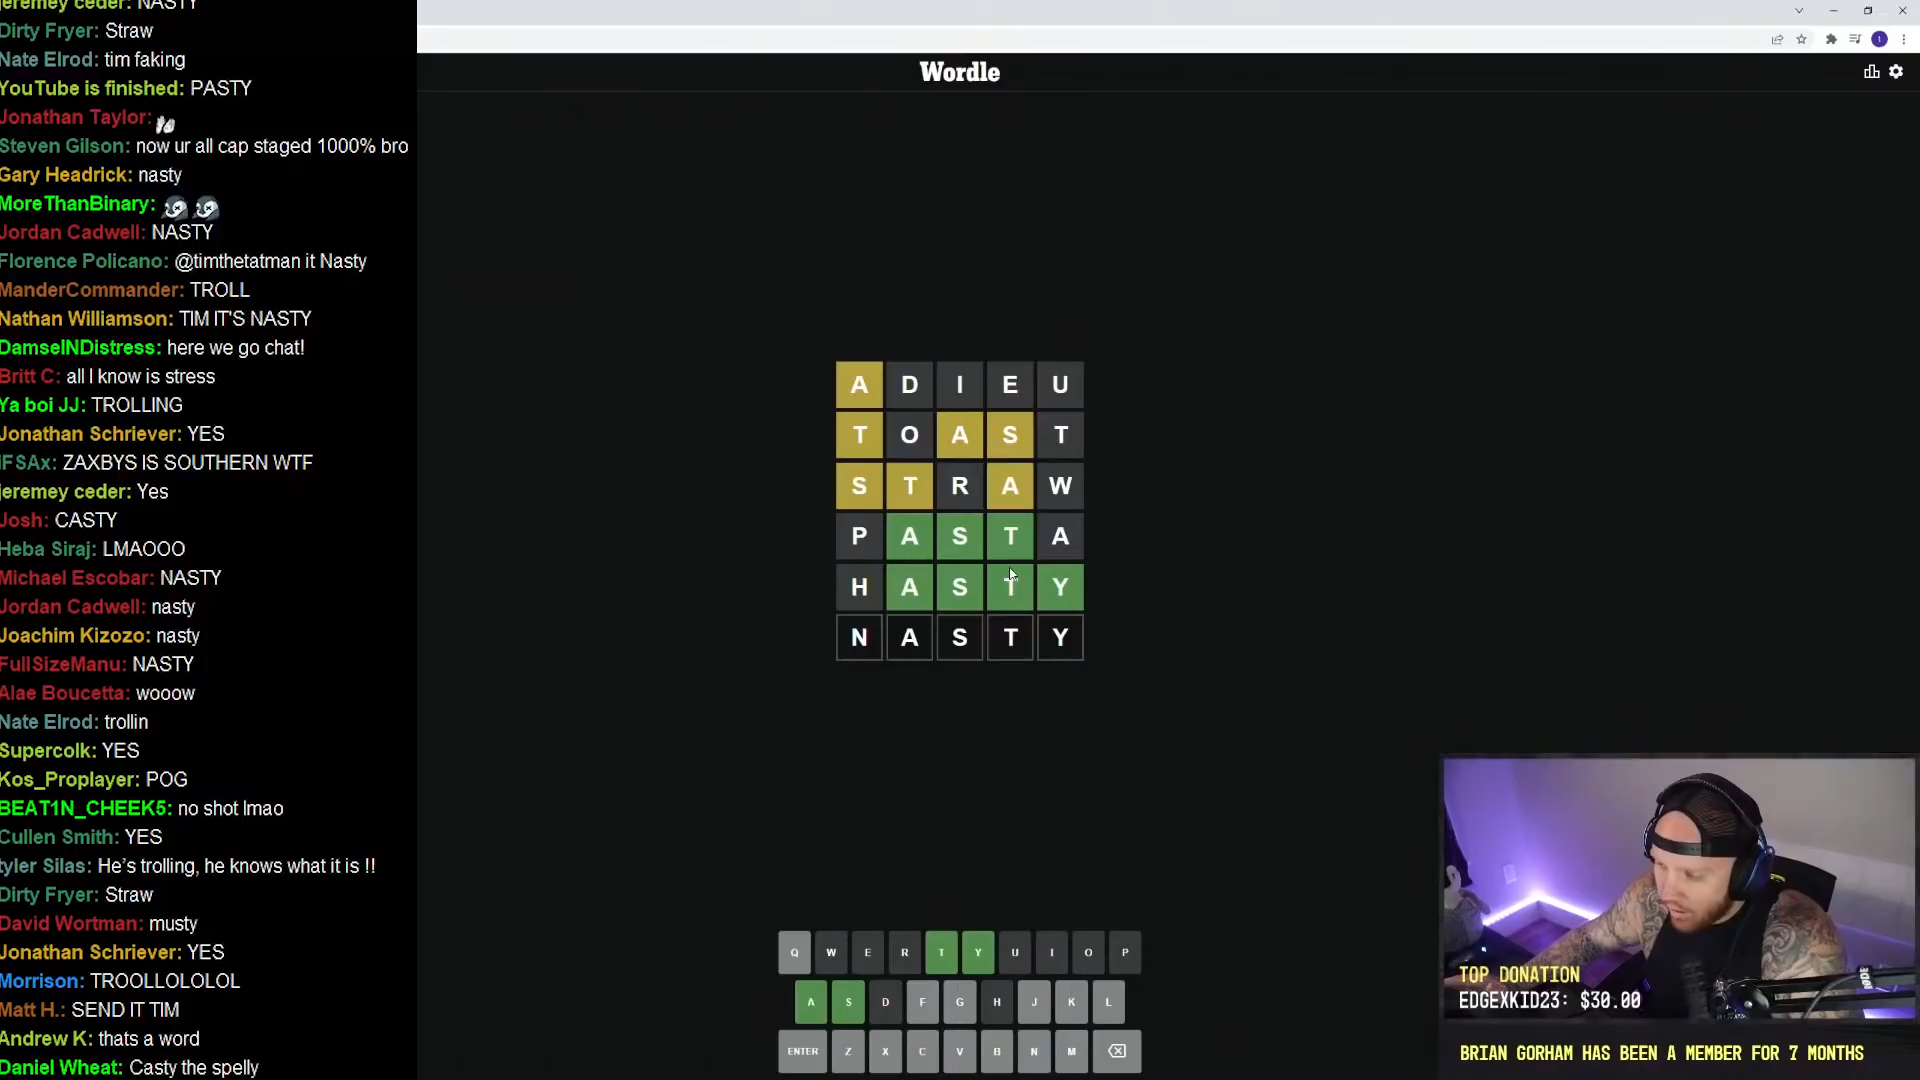 jeremey ceder: NASTY
Dirty Fryer: Straw
Nate Elrod: tim faking
YouTube is finished: PASTY
Jonathan Taylor:
Steven Gilson: now ur all cap staged 1000% bro
Gary Headrick: nasty
MoreThanBinary:
Jordan Cadwell: NASTY
Florence Policano: @timthetatman it Nasty
ManderCommander: TROLL
Nathan Williamson: TIM IT'S NASTY
DamselNDistress: here we go chat!
Britt C: all I know is stress
Ya boi JJ: TROLLING
Jonathan Schriever: YES
iFSAx: ZAXBYS IS SOUTHERN WTF
jeremey ceder: Yes
Josh: CASTY
Heba Siraj: LMAOOO
Michael Escobar: NASTY
Jordan Cadwell: nasty
Joachim Kizozo: nasty
FullSizeManu: NASTY
Alae Boucetta: wooow
Nate Elrod: trollin
Supercolk: YES
Kos_Proplayer: POG
BEAT1N_CHEEK5: no shot lmao
Cullen Smith: YES
tyler Silas: He's trolling, he knows what it is !!
Dirty Fryer: Straw
David Wortman: musty
Jonathan Schriever: YES
Morrison: TROOLLOLOLOL
Matt H.: SEND IT TIM
Andrew K: thats a word
Daniel Wheat: Casty the spelly
1
Wordle
A D I E U
T O A S T
S T R A W
P A S T A
H A S T Y
N A S T Y
Q W E R T Y U I O P
A S D F G H J K L
ENTER Z X C V B N M
TOP DONATION
EDGEXKID23: $30.00
BRIAN GORHAM HAS BEEN A MEMBER FOR 7 MONTHS